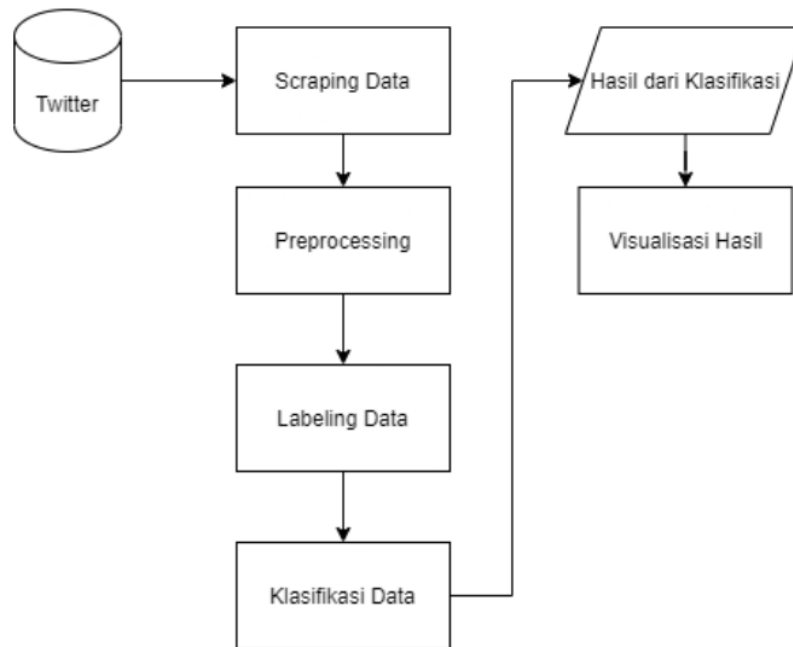 Twitter
Scraping Data
Preprocessing
Labeling Data
Klasifikasi Data
Hasil dari Klasifikasi
Visualisasi Hasil